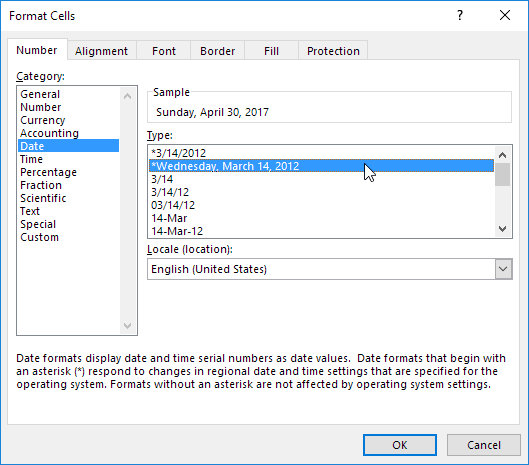 Format Cells
?
Number Alignment Font Border Fill Protection
Category:
General
Number
Currency
Accounting
Date
Time
Percentage
Fraction
Scientific
Text
Special
Custom
Sample
Sunday, April 30, 2017
Type:
*3/14/2012
*Wednesday, March 14, 2012
3/14
3/14/12
03/14/12
14-Mar
14-Mar-12
Locale (location):
English (United States)
Date formats display date and time serial numbers as date values.  Date formats that begin with
an asterisk (*) respond to changes in regional date and time settings that are specified for the
operating system. Formats without an asterisk are not affected by operating system settings.
OK Cancel